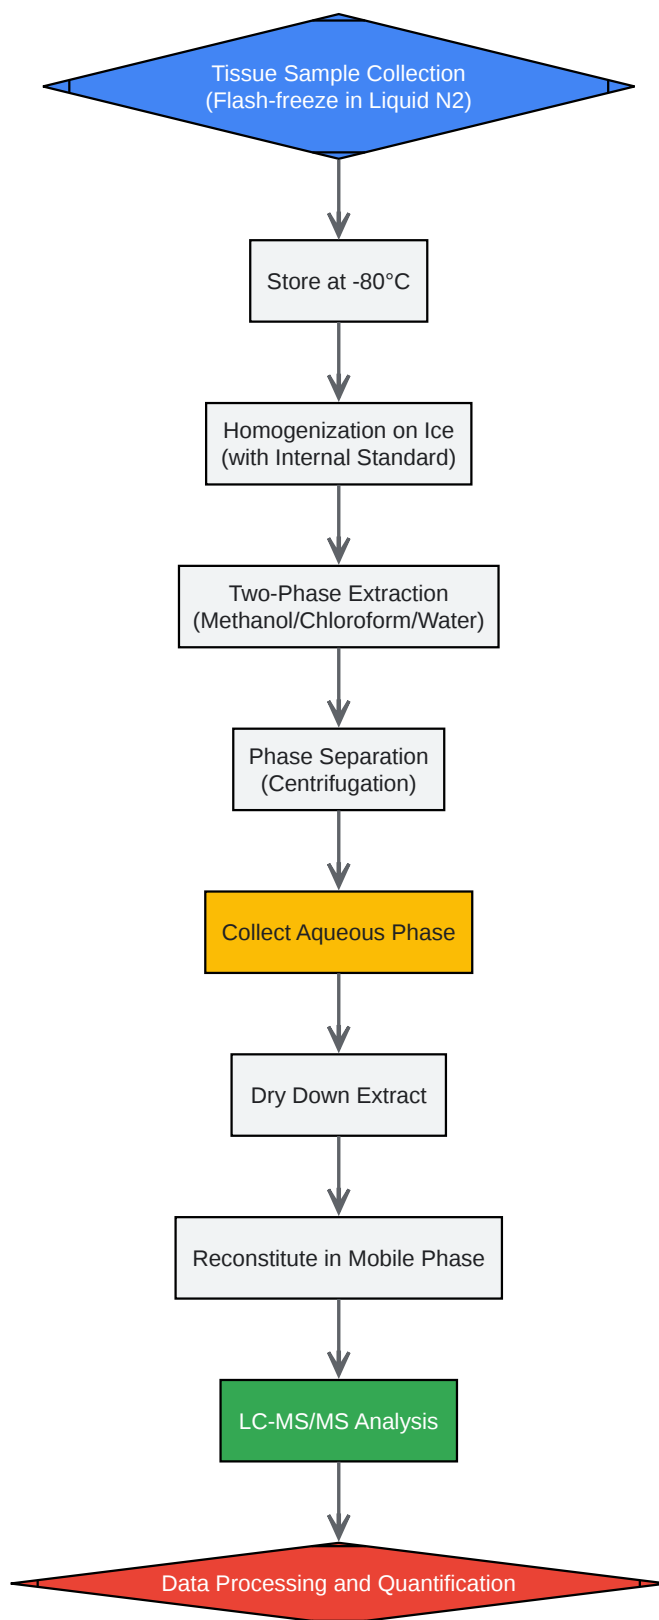 Tissue Sample Collection
(Flash-freeze in Liquid N2)
Store at -80°C
Homogenization on Ice
(with Internal Standard)
Two-Phase Extraction
(Methanol/Chloroform/Water)
Phase Separation
(Centrifugation)
Collect Aqueous Phase
Dry Down Extract
Reconstitute in Mobile Phase
LC-MS/MS Analysis
Data Processing and Quantification